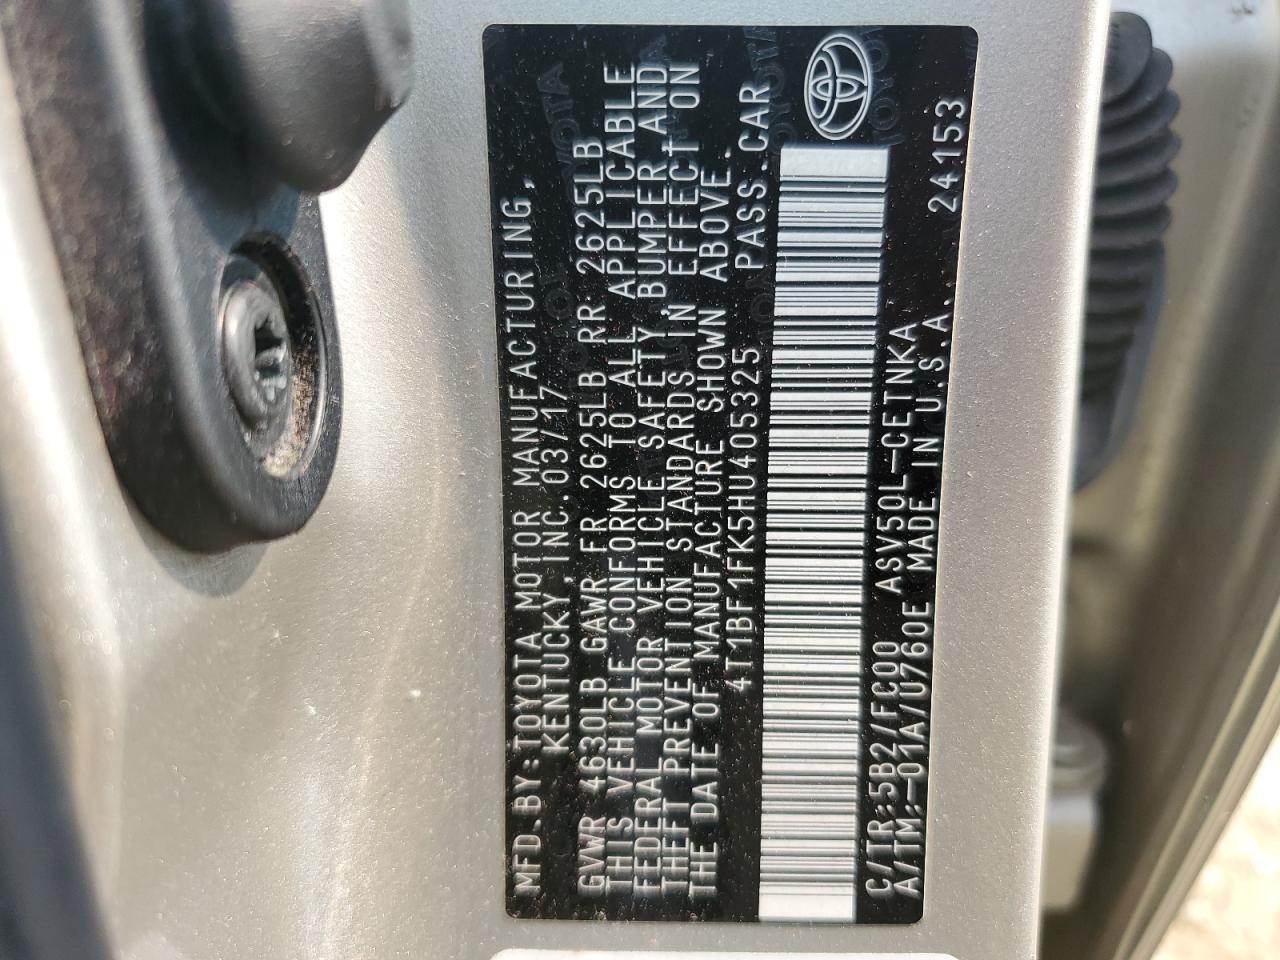 MFD.BY:TOYOTA MOTOR MANUFACTURING,
KENTUCKY,INC.03/17
GVWR 4630LB GAWR FR 2625LB RR 2625LB
THIS VEHICLE CONFORMS TO ALL APPLICABLE
FEDERAL MOTOR VEHICLE SAFETY,BUMPER,AND
THEFT PREVENTION STANDARDS IN EFFECT ON
THE DATE OF MANUFACTURE SHOWN ABOVE.
4T1BF1FK5HU405325 PASS.CAR
C/TR:5B2/FC00 ASV50L-CETNKA
A/TM:-01A/U760E MADE IN U.S.A. 24153